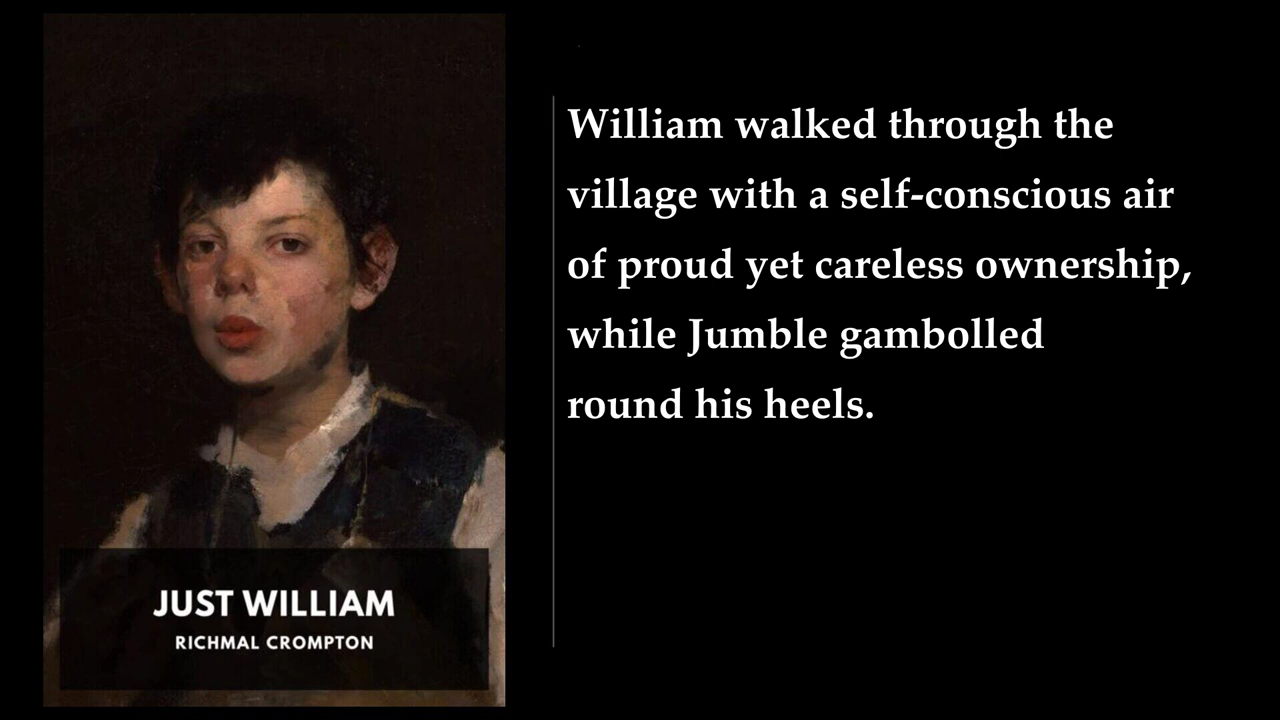 JUST WILLIAM
RICHMAL CROMPTON
William walked through the
village with a self-conscious air
of proud yet careless ownership,
while Jumble gambolled
round his heels.